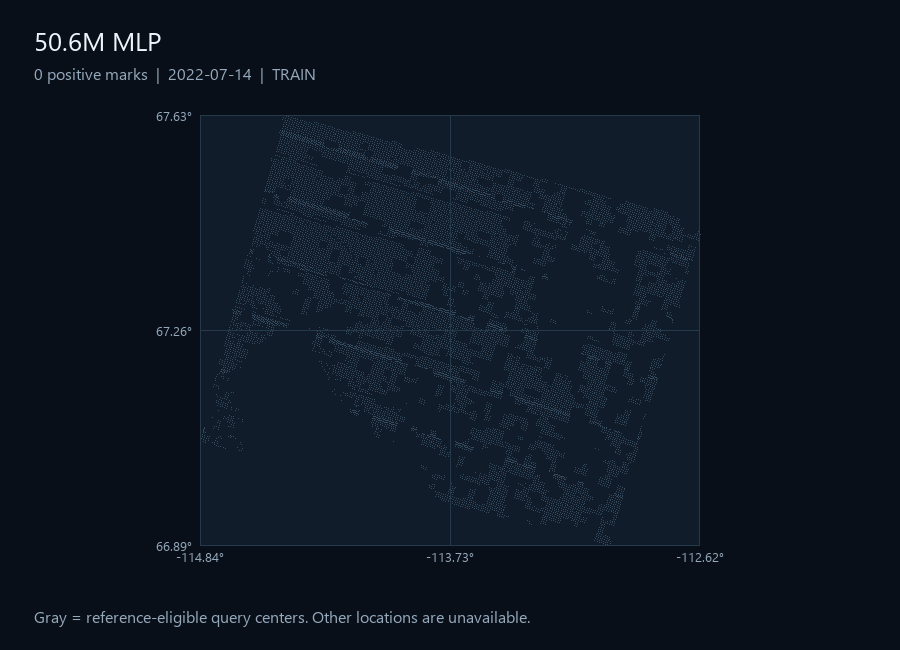 50.6M MLP
0 positive marks | 2022-07-14 | TRAIN
67.63°
67.26°
66.89°
-114.84°
-113.73°
-112.62°
Gray = reference-eligible query centers. Other locations are unavailable.